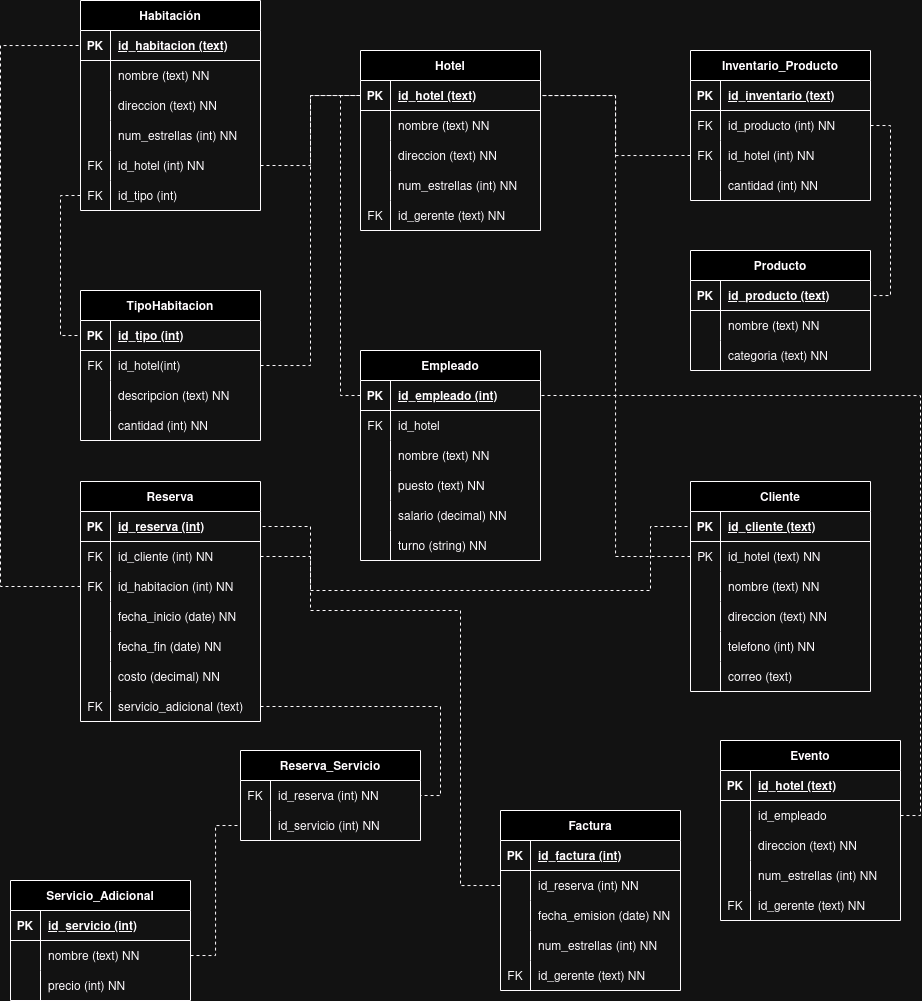 Habitación
PK id_habitacion (text)
nombre (text) NN
direccion (text) NN
num_estrellas (int) NN
FK id_hotel (int) NN
FK id_tipo (int)
Hotel
PK id_hotel (text)
nombre (text) NN
direccion (text) NN
num_estrellas (int) NN
FK id_gerente (text) NN
Inventario_Producto
PK id_inventario (text)
FK id_producto (int) NN
FK id_hotel (int) NN
cantidad (int) NN
Producto
PK id_producto (text)
nombre (text) NN
categoria (text) NN
TipoHabitacion
PK id_tipo (int)
FK id_hotel(int)
descripcion (text) NN
cantidad (int) NN
Empleado
PK id_empleado (int)
FK id_hotel
nombre (text) NN
puesto (text) NN
salario (decimal) NN
turno (string) NN
Reserva
PK id_reserva (int)
FK id_cliente (int) NN
FK id_habitacion (int) NN
fecha_inicio (date) NN
fecha_fin (date) NN
costo (decimal) NN
FK servicio_adicional (text)
Cliente
PK id_cliente (text)
PK id_hotel (text) NN
nombre (text) NN
direccion (text) NN
telefono (int) NN
correo (text)
Reserva_Servicio
FK id_reserva (int) NN
id_servicio (int) NN
Evento
PK id_hotel (text)
id_empleado
direccion (text) NN
num_estrellas (int) NN
FK id_gerente (text) NN
Factura
PK id_factura (int)
id_reserva (int) NN
fecha_emision (date) NN
num_estrellas (int) NN
FK id_gerente (text) NN
Servicio_Adicional
PK id_servicio (int)
nombre (text) NN
precio (int) NN